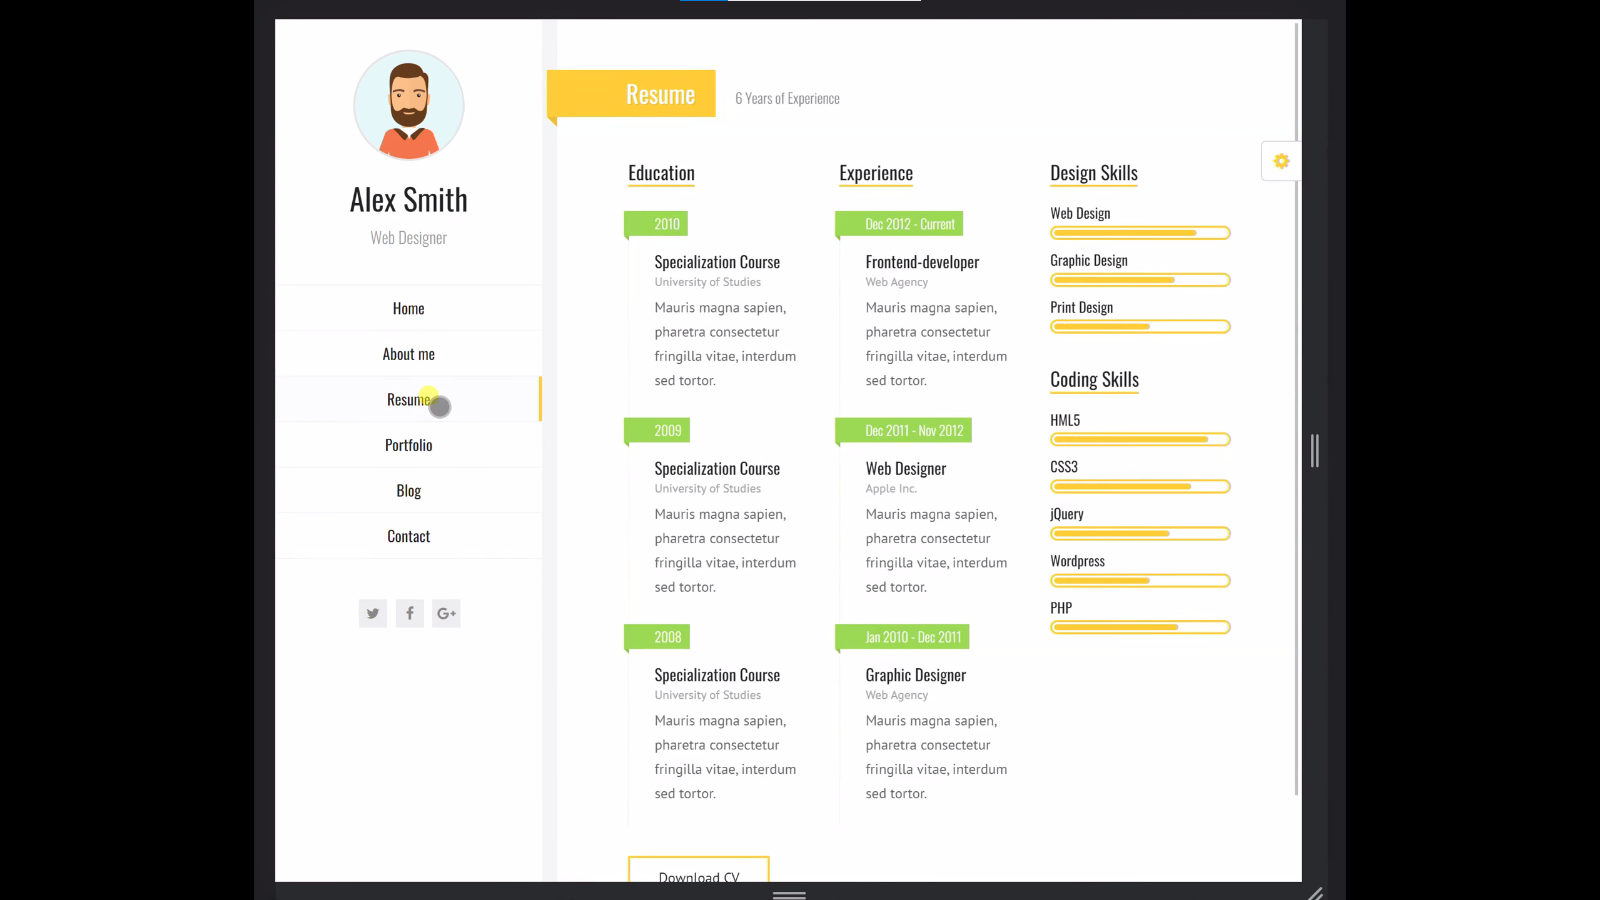 Alex Smith
Web Designer
Home
About me
Resume
Portfolio
Blog
Contact
G+
Resume
6 Years of Experience
Education
2010
Specialization Course
University of Studies
Mauris magna sapien,
pharetra consectetur
fringilla vitae, interdum
sed tortor.
2009
Specialization Course
University of Studies
Mauris magna sapien,
pharetra consectetur
fringilla vitae, interdum
sed tortor.
2008
Specialization Course
University of Studies
Mauris magna sapien,
pharetra consectetur
fringilla vitae, interdum
sed tortor.
Experience
Dec 2012 - Current
Frontend-developer
Web Agency
Mauris magna sapien,
pharetra consectetur
fringilla vitae, interdum
sed tortor.
Dec 2011 - Nov 2012
Web Designer
Apple Inc.
Mauris magna sapien,
pharetra consectetur
fringilla vitae, interdum
sed tortor.
Jan 2010 - Dec 2011
Graphic Designer
Web Agency
Mauris magna sapien,
pharetra consectetur
fringilla vitae, interdum
sed tortor.
Design Skills
Web Design
Graphic Design
Print Design
Coding Skills
HML5
CSS3
jQuery
Wordpress
PHP
Download CV